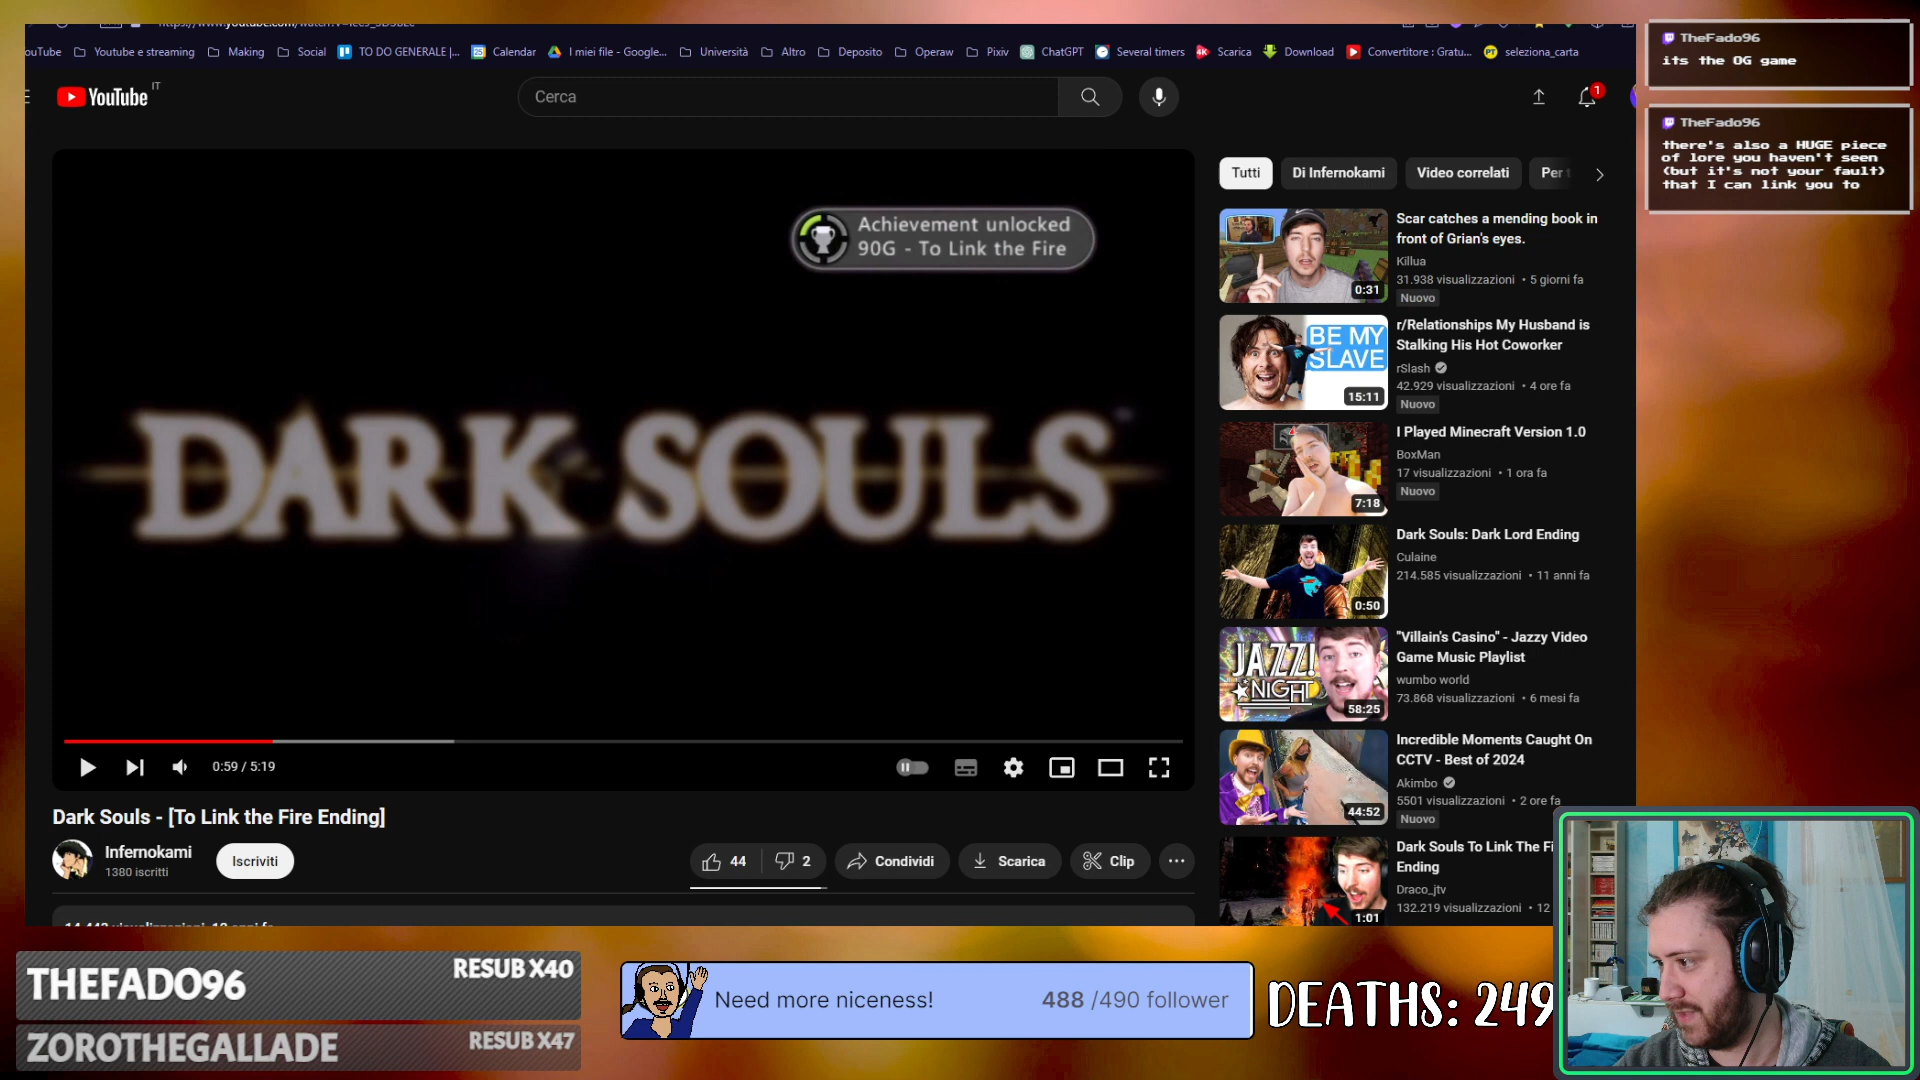 ouTube
Youtube e streaming
Making
Social
TO DO GENERALE |...
Calendar
I miei file - Google...
Università
Altro
Deposito
Operaw
Pixiv
ChatGPT
Several timers
Scarica
Download
Convertitore : Gratu...
seleziona_carta
YouTube IT
Cerca
1
Achievement unlocked
90G - To Link the Fire
DARK SOULS
0:59 / 5:19
Dark Souls - [To Link the Fire Ending]
Infernokami
1380 iscritti
Iscriviti
44
2
Condividi
Scarica
Clip
Tutti
Di Infernokami
Video correlati
Per t
0:31
Scar catches a mending book in
front of Grian's eyes.
Killua
31.938 visualizzazioni • 5 giorni fa
Nuovo
BE MY
SLAVE
15:11
r/Relationships My Husband is
Stalking His Hot Coworker
rSlash
42.929 visualizzazioni • 4 ore fa
Nuovo
7:18
I Played Minecraft Version 1.0
BoxMan
17 visualizzazioni • 1 ora fa
Nuovo
0:50
Dark Souls: Dark Lord Ending
Culaine
214.585 visualizzazioni • 11 anni fa
JAZZ!
NIGHT
58:25
"Villain's Casino" - Jazzy Video
Game Music Playlist
wumbo world
73.868 visualizzazioni • 6 mesi fa
44:52
Incredible Moments Caught On
CCTV - Best of 2024
Akimbo
5501 visualizzazioni • 2 ore fa
Nuovo
1:01
Dark Souls To Link The Fi
Ending
Draco_jtv
132.219 visualizzazioni • 12
TheFado96
its the OG game
TheFado96
there's also a HUGE piece
of lore you haven't seen
(but it's not your fault)
that I can link you to
THEFADO96
RESUB X40
ZOROTHEGALLADE
RESUB X47
Need more niceness!
488 /490 follower
DEATHS: 249